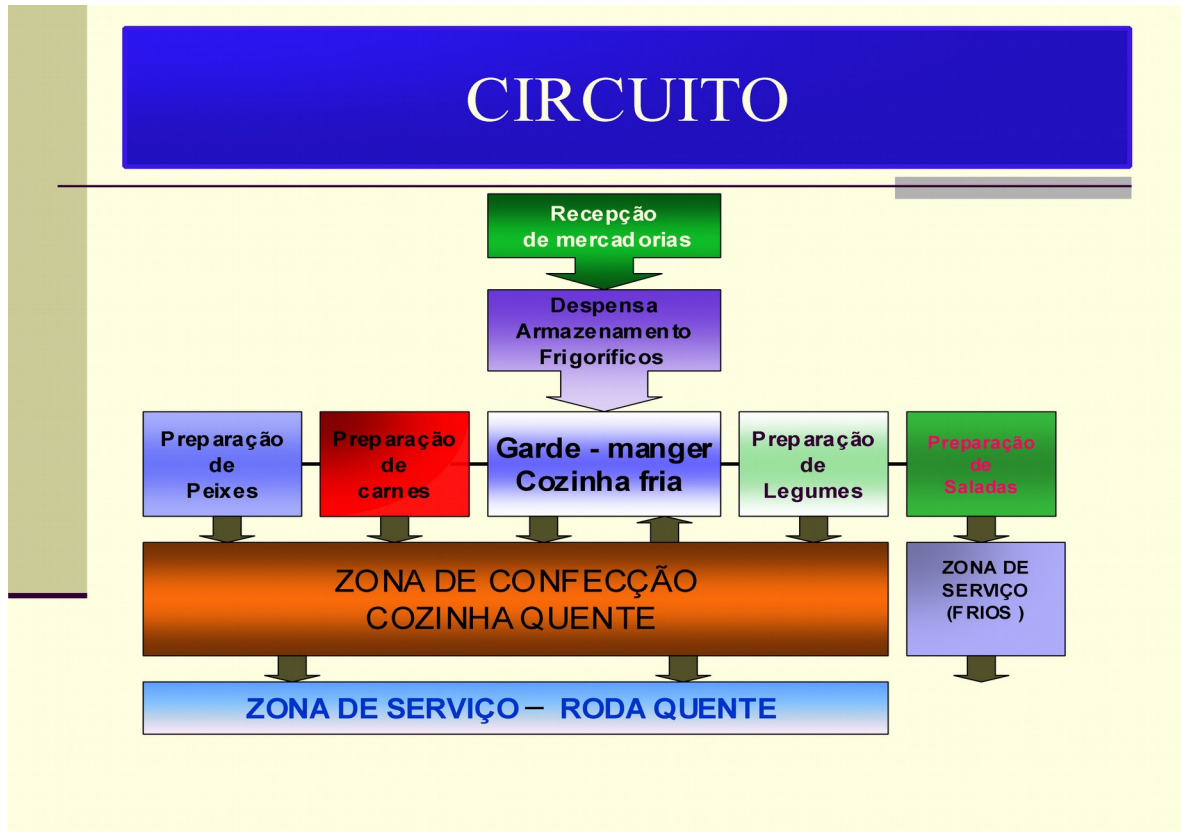 CIRCUITO
Recepção
de mercadorias
Despensa
Armazenamento
Frigoríficos
Preparação
de
Peixes
Preparação
de
carnes
Garde - manger
Cozinha fria
Preparação
de
Legumes
Preparação
de
Saladas
ZONA DE CONFECÇÃO
COZINHA QUENTE
ZONA DE
SERVIÇO
(FRIOS )
ZONA DE SERVIÇO – RODA QUENTE